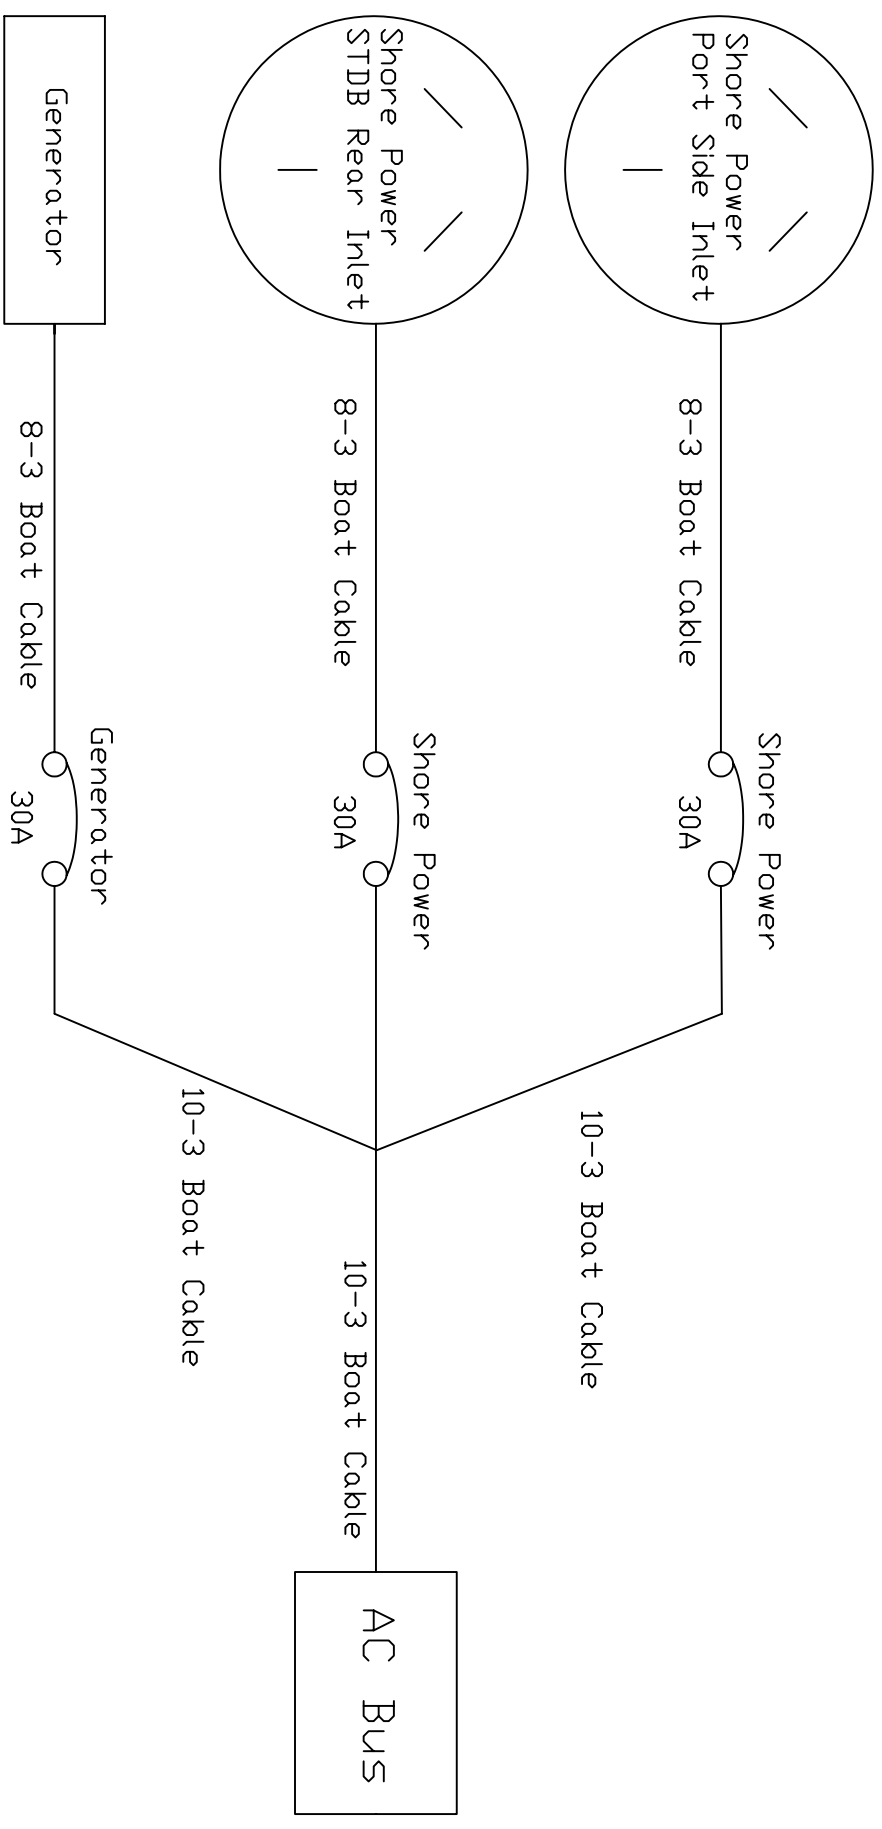 Shore Power
Port Side Inlet
8-3 Boat Cable
Shore Power
30A
10-3 Boat Cable
Shore Power
STDB Rear Inlet
8-3 Boat Cable
Shore Power
30A
10-3 Boat Cable
AC Bus
Generator
8-3 Boat Cable
Generator
30A
10-3 Boat Cable